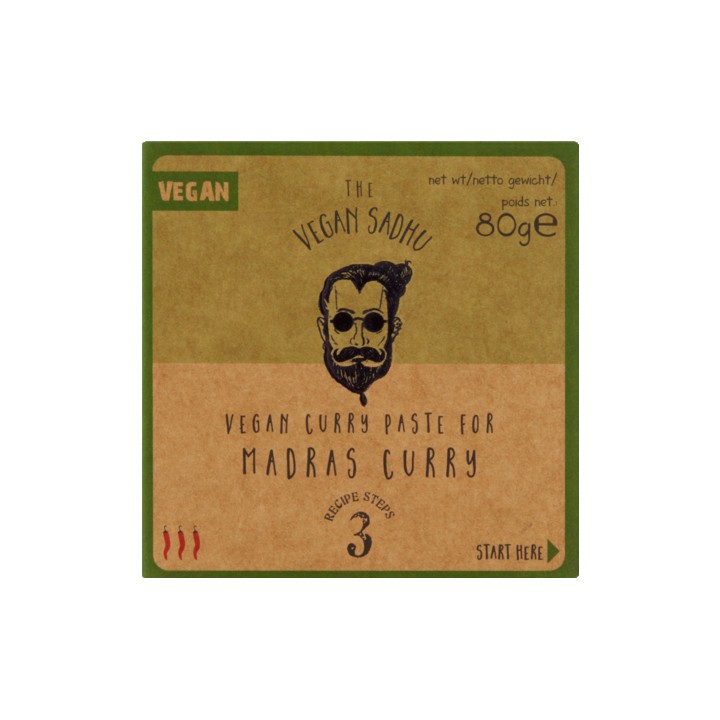 VEGAN
THE
VEGAN SADHU
net wt/netto gewicht/
poids net:
80g℮
VEGAN CURRY PASTE FOR
MADRAS CURRY
RECIPE STEPS
3
START HERE